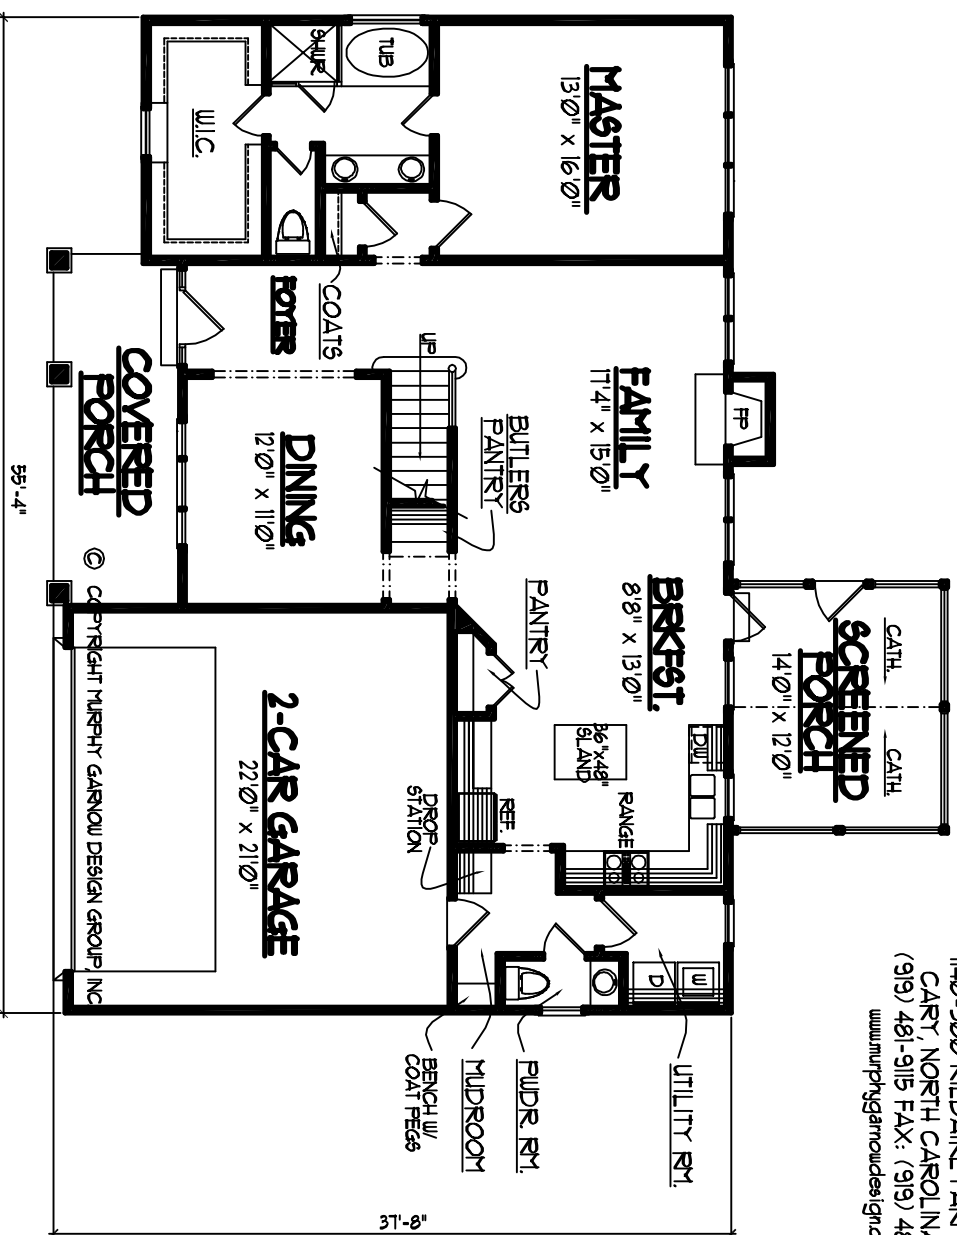 CARY, NORTH CAROLINA
(919) 481-9115 FAX: (919)
CATH.
CATH.
SCREENED
PORCH
14'0" x 12'0"
MASTER
13'0" x 16'0"
FAMILY
17'4" x 15'0"
FP
BRKFST.
8'8" x 13'0"
DW
RANGE
36"x48"
ISLAND
PANTRY
REF.
DROP
STATION
BUTLERS
PANTRY
UP
TUB
SHWR
W.I.C.
COATS
FOYER
DINING
12'0" x 11'0"
COVERED
PORCH
2-CAR GARAGE
22'0" x 21'0"
W
D
UTILITY RM.
PWDR. RM.
MUDROOM
BENCH W/
COAT PEGS
© COPYRIGHT MURPHY GARNOW DESIGN GROUP, INC
55'-4"
37'-8"